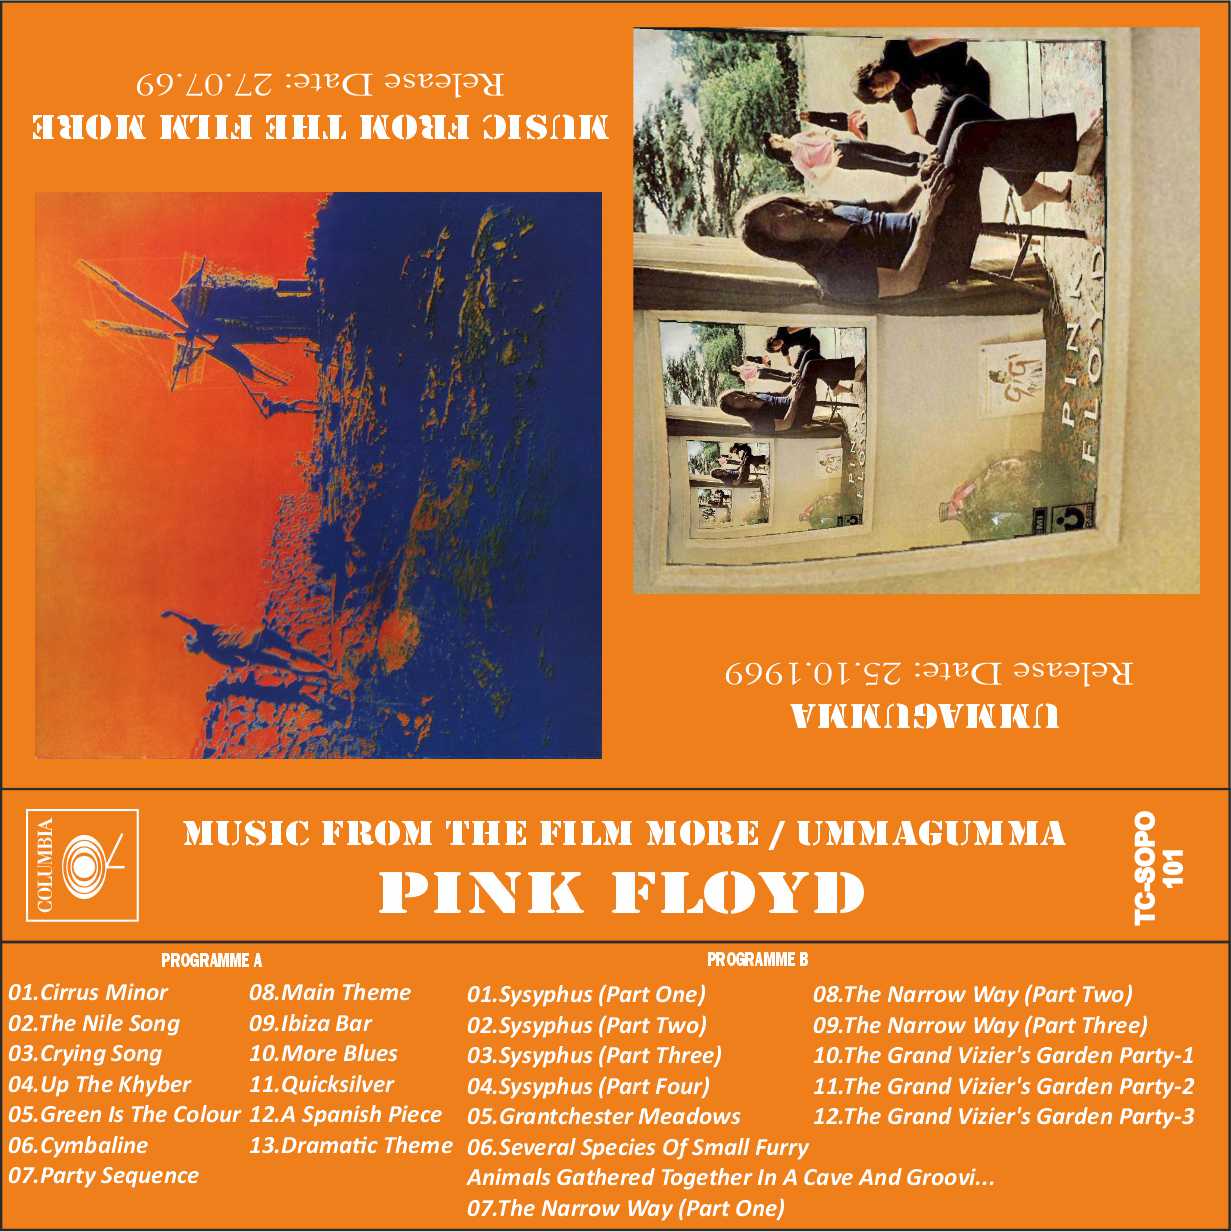 Release Date: 27.07.69
MUSIC FROM THE FILM MORE
PINK
FLOYD
GiGi
EMI
PINK
FLOYD
Release Date: 25.10.1969
UMMAGUMMA
COLUMBIA
MUSIC FROM THE FILM MORE / UMMAGUMMA
PINK FLOYD
TC-SOPO
101
PROGRAMME A
01.Cirrus Minor
02.The Nile Song
03.Crying Song
04.Up The Khyber
05.Green Is The Colour
06.Cymbaline
07.Party Sequence
08.Main Theme
09.Ibiza Bar
10.More Blues
11.Quicksilver
12.A Spanish Piece
13.Dramatic Theme
PROGRAMME B
01.Sysyphus (Part One)
02.Sysyphus (Part Two)
03.Sysyphus (Part Three)
04.Sysyphus (Part Four)
05.Grantchester Meadows
06.Several Species Of Small Furry
Animals Gathered Together In A Cave And Groovi...
07.The Narrow Way (Part One)
08.The Narrow Way (Part Two)
09.The Narrow Way (Part Three)
10.The Grand Vizier's Garden Party-1
11.The Grand Vizier's Garden Party-2
12.The Grand Vizier's Garden Party-3